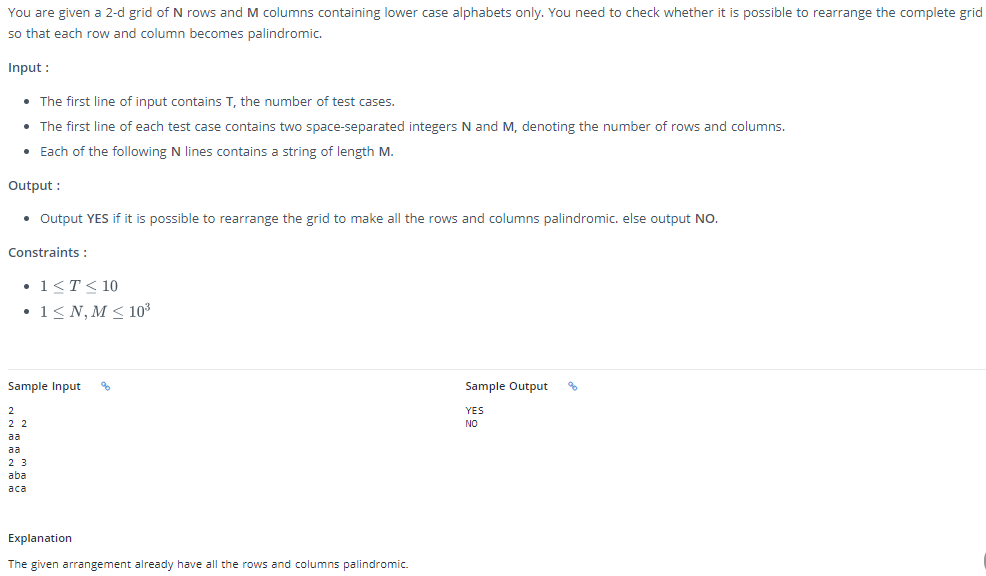 You are given a 2-d grid of N rows and M columns containing lower case alphabets only. You need to check whether it is possible to rearrange the complete grid
so that each row and column becomes palindromic.
Input :
• The first line of input contains T, the number of test cases.
• The first line of each test case contains two space-separated integers N and M, denoting the number of rows and columns.
• Each of the following N lines contains a string of length M.
Output :
• Output YES if it is possible to rearrange the grid to make all the rows and columns palindromic. else output NO.
Constraints :
• 1 ≤ T ≤ 10
• 1 ≤ N, M ≤ 10³
Sample Input
2
2 2
aa
aa
2 3
aba
aca
Sample Output
YES
NO
Explanation
The given arrangement already have all the rows and columns palindromic.